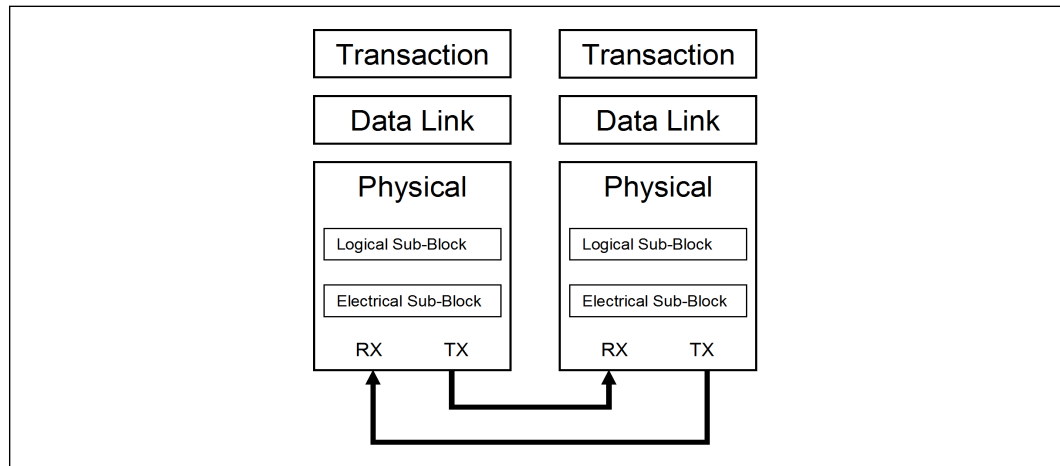 Transaction
Data Link
Physical
Logical Sub-Block
Electrical Sub-Block
RX TX
Transaction
Data Link
Physical
Logical Sub-Block
Electrical Sub-Block
RX TX